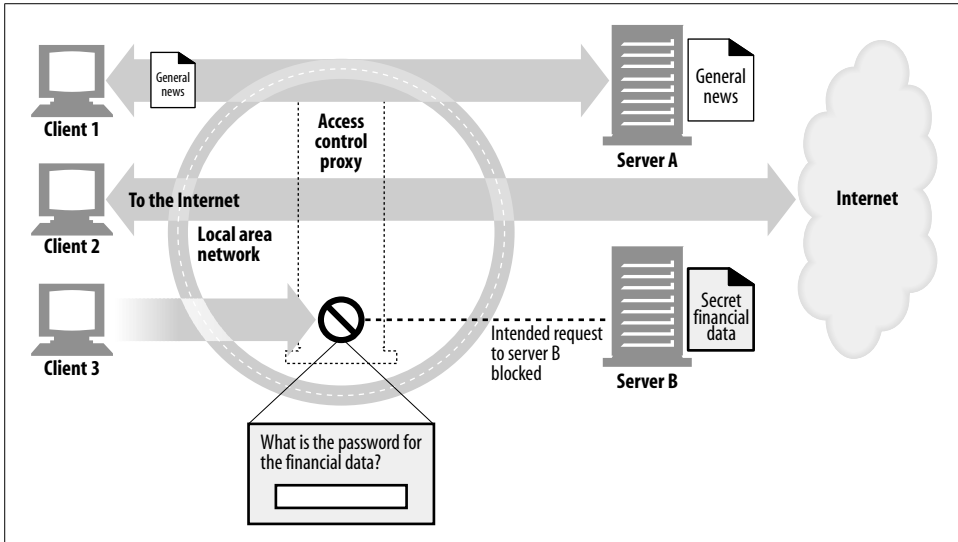 General
news
Client 1
Access
control
proxy
General
news
Server A
To the Internet
Client 2
Local area
network
Internet
Client 3
Intended request
to server B
blocked
Secret
financial
data
Server B
What is the password for
the financial data?